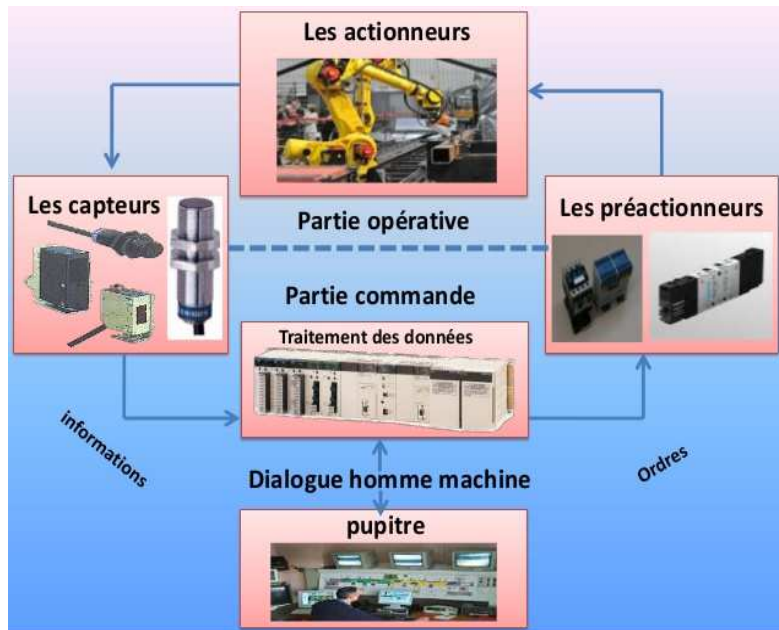 Les actionneurs
Les capteurs
Partie opérative
Les préactionneurs
Partie commande
Traitement des données
informations
Ordres
Dialogue homme machine
pupitre